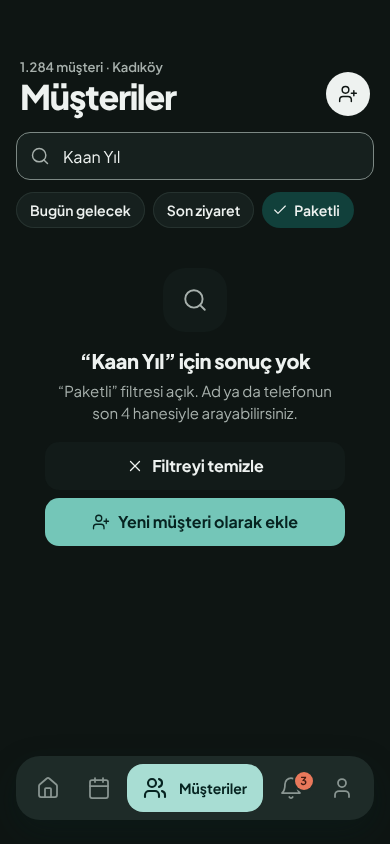 1.284 müşteri · Kadıköy
Müşteriler
Kaan Yıl
Bugün gelecek
Son ziyaret
Paketli
“Kaan Yıl” için sonuç yok
“Paketli” filtresi açık. Ad ya da telefonun
son 4 hanesiyle arayabilirsiniz.
Filtreyi temizle
Yeni müşteri olarak ekle
Müşteriler
3